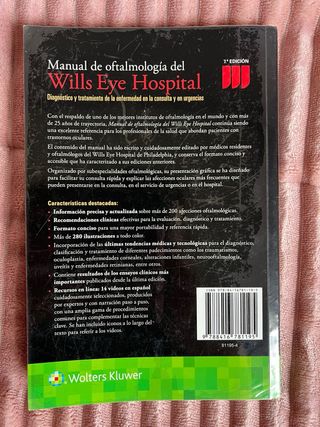 7.ª EDICIÓN
Manual de oftalmología del
Wills Eye Hospital
Diagnóstico y tratamiento de la enfermedad en la consulta y en urgencias
Con el respaldo de uno de los mejores institutos de oftalmología en el mundo y con más
de 25 años de trayectoria, Manual de oftalmología del Wills Eye Hospital continúa siendo
una excelente referencia para los profesionales de la salud que abordan pacientes con
trastornos oculares.
El contenido del manual ha sido escrito y cuidadosamente editado por médicos residentes
y oftalmólogos del Wills Eye Hospital de Philadelphia, y conserva el formato conciso y
accesible que ha caracterizado a sus ediciones anteriores.
Organizado por subespecialidades oftalmológicas, su presentación gráfica se ha diseñado
para facilitar su consulta rápida y explicar las afecciones oculares más frecuentes que
pueden presentarse en la consulta, en el servicio de urgencias o en el hospital.
Características destacadas:
• Información precisa y actualizada sobre más de 200 afecciones oftalmológicas.
• Recomendaciones clínicas efectivas para la evaluación, diagnóstico y tratamiento.
• Formato conciso para una mayor portabilidad y referencia rápida.
• Más de 280 ilustraciones a todo color.
• Incorporación de las últimas tendencias médicas y tecnológicas para el diagnóstico,
clasificación y tratamiento de diferentes padecimientos como los traumatismos,
oculoplastia, enfermedades corneales, alteraciones infantiles, neurooftalmología,
uveítis y enfermedades retinianas, entre otros.
• Contiene resultados de los ensayos clínicos más importantes
publicados desde la última edición.
• Recursos en línea: 14 videos en español
cuidadosamente seleccionados, producidos
por expertos y con narración paso a paso,
con una amplia gama de procedimientos
comunes para complementar las técnicas
clave. Se han incluido iconos a lo largo del
texto para referir a los videos.
ISBN 9788416781195
9 788416 781195
81195-4
Wolters Kluwer